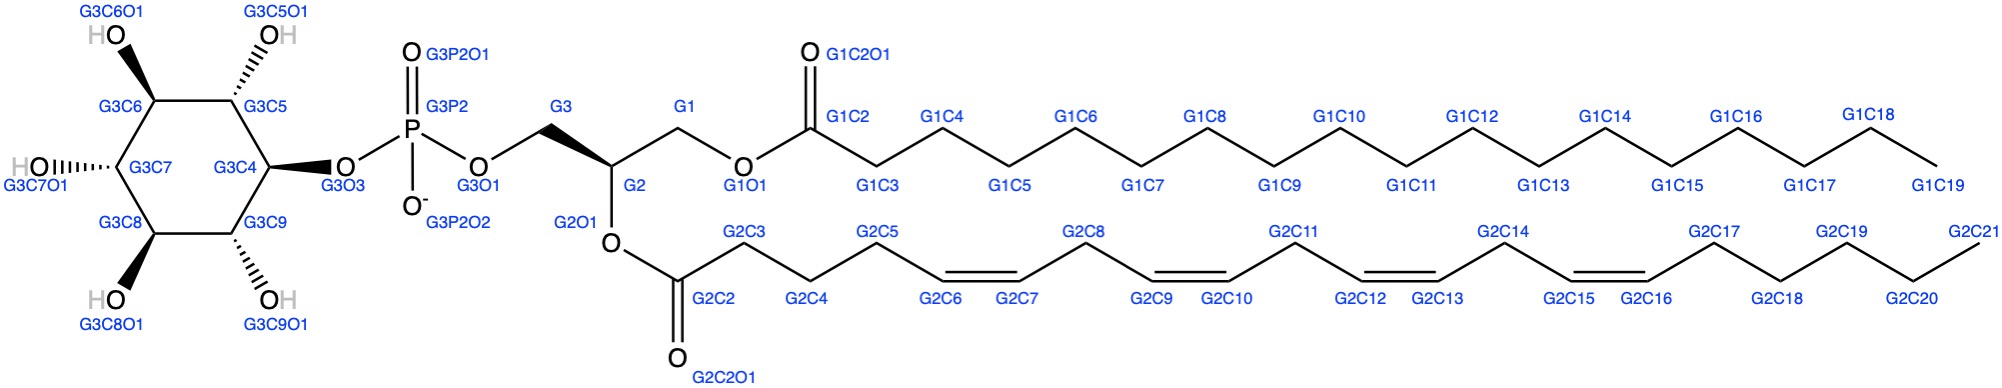 G3C6O1 G3C5O1
HO OH O G3P2O1 O G1C2O1
G3C6 G3C5 G3P2 G3 G1 G1C2 G1C4 G1C6 G1C8 G1C10 G1C12 G1C14 G1C16 G1C18
P
HO G3C7 G3C4 O O O
G3C7O1 G3O3 G3O1 G2 G1O1 G1C3 G1C5 G1C7 G1C9 G1C11 G1C13 G1C15 G1C17 G1C19
O- G3P2O2
G3C8 G3C9 G2O1 G2C3 G2C5 G2C8 G2C11 G2C14 G2C17 G2C19 G2C21
O
HO OH G2C2 G2C4 G2C6 G2C7 G2C9 G2C10 G2C12 G2C13 G2C15 G2C16 G2C18 G2C20
G3C8O1 G3C9O1
O
G2C2O1